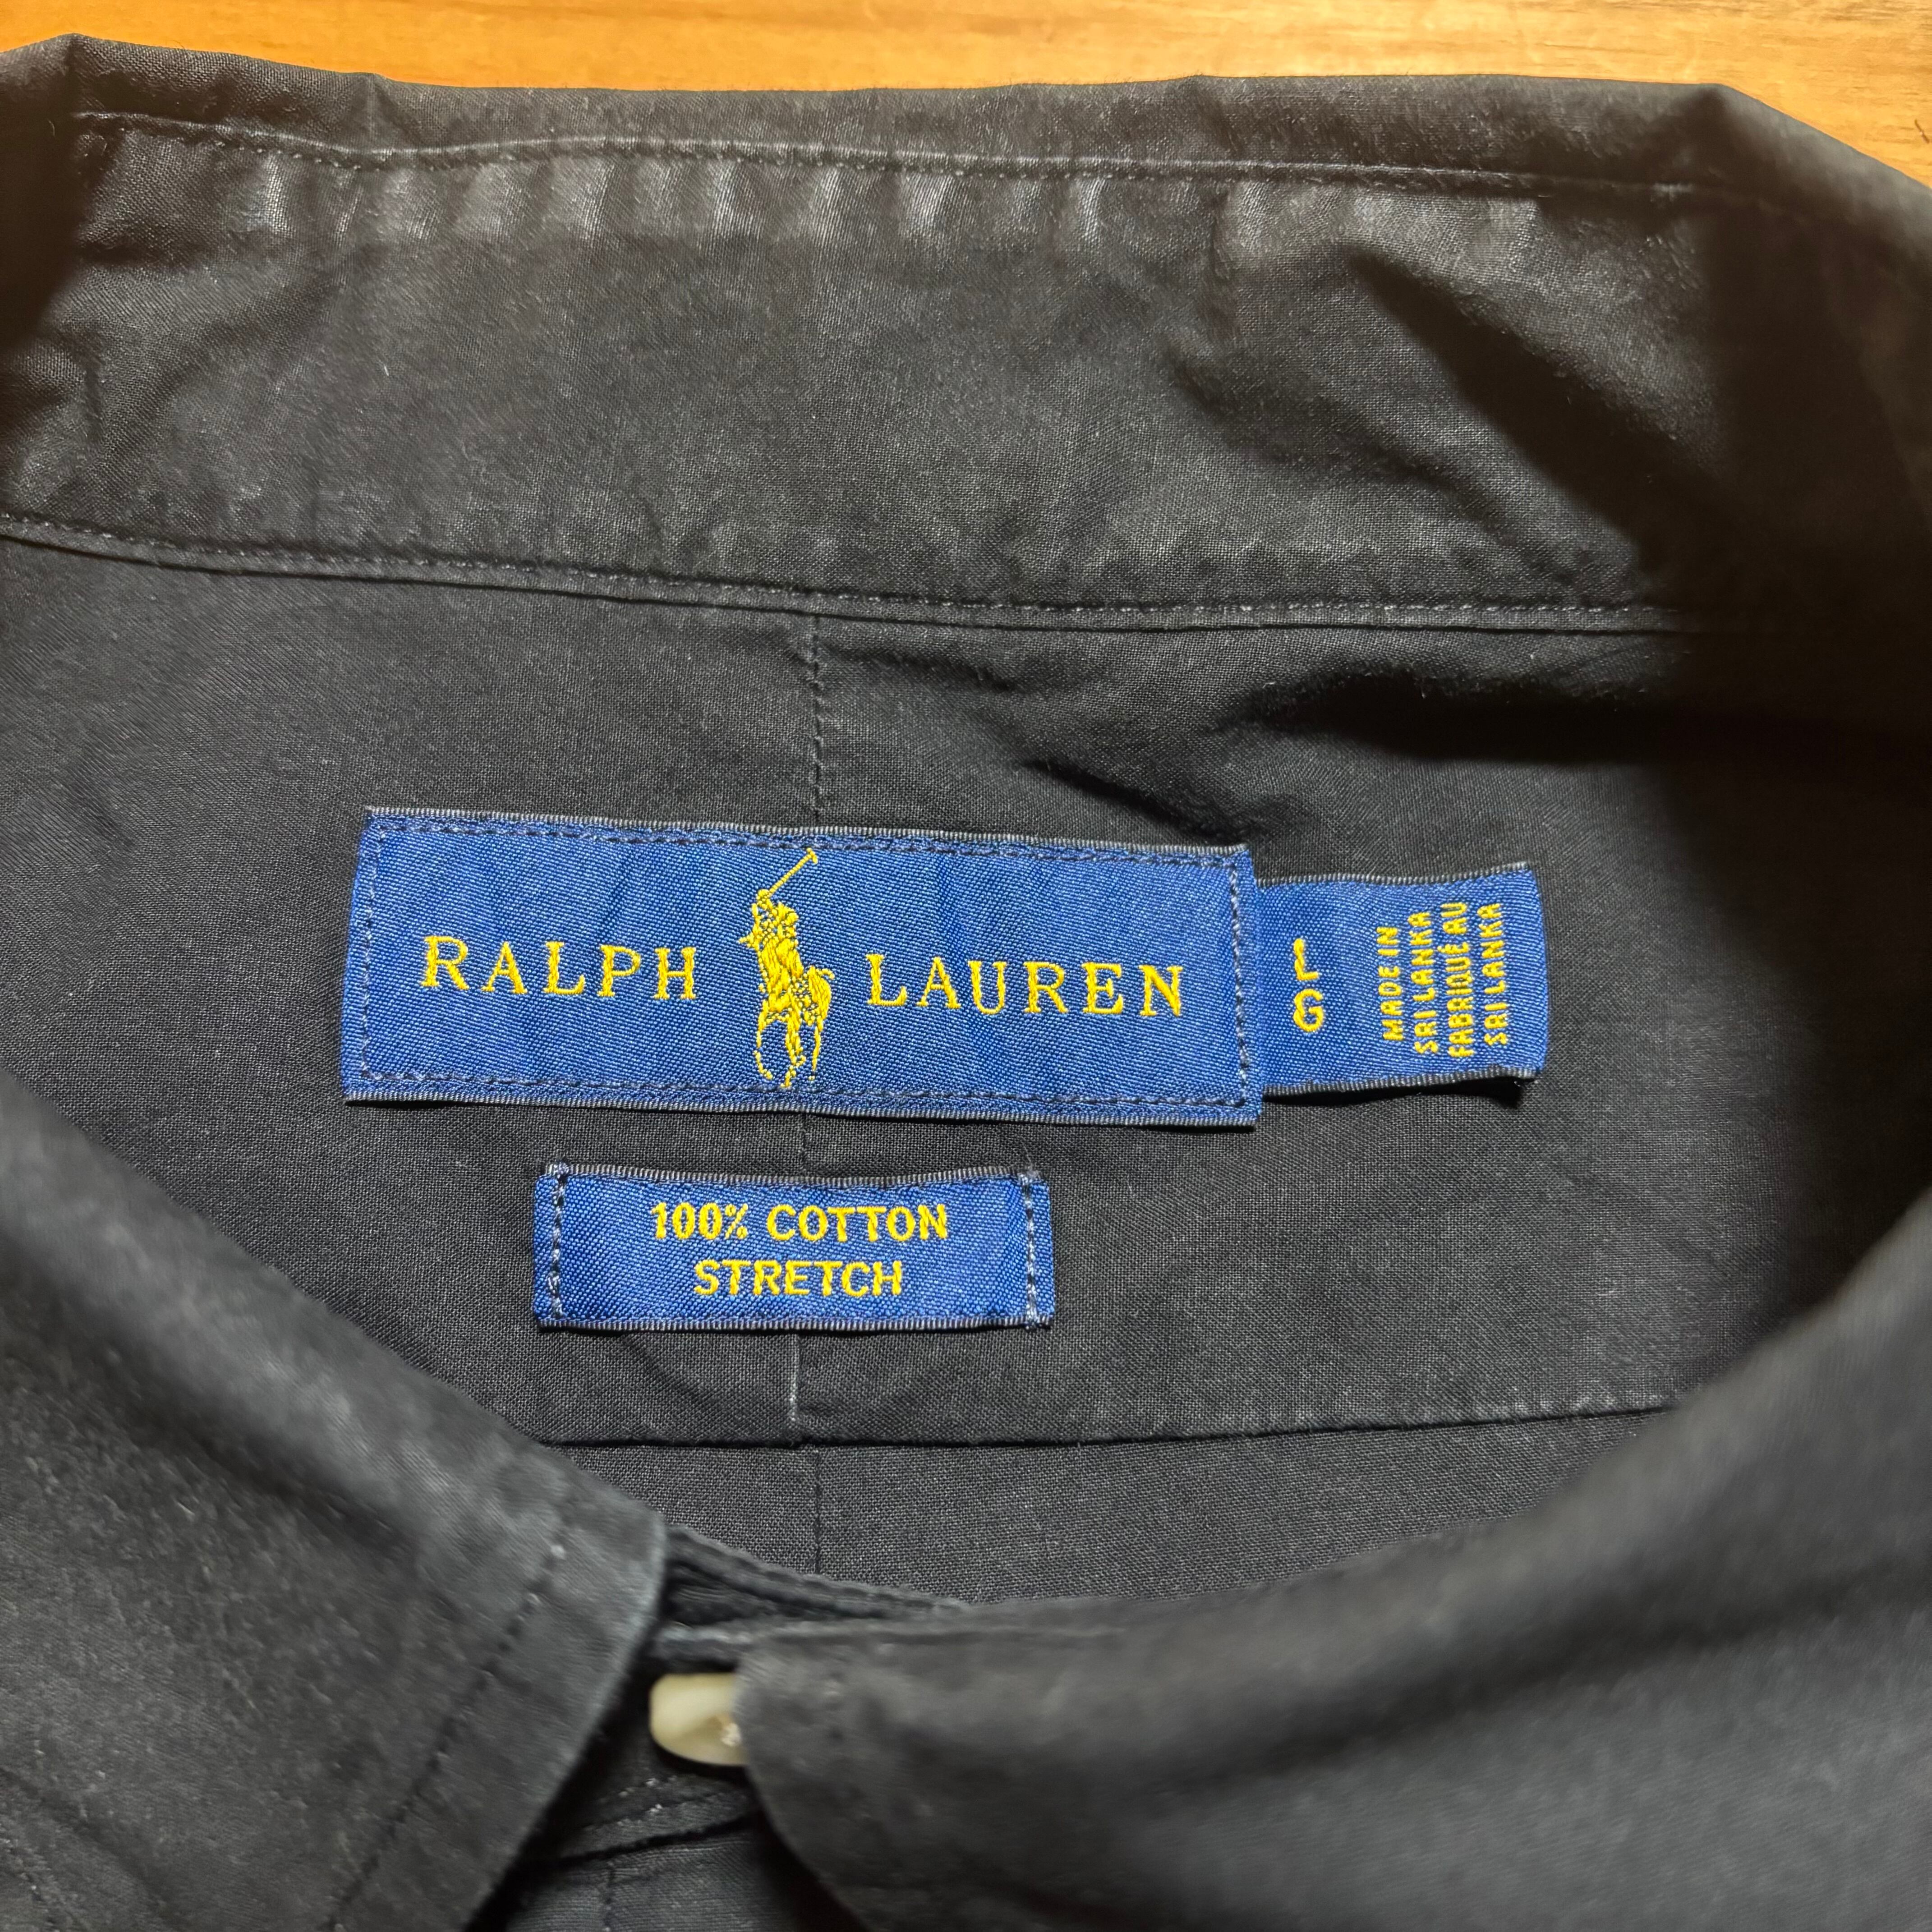 RALPH LAUREN
L
G
MADE IN
SRI LANKA
FABRIQUÉ AU
SRI LANKA
100% COTTON
STRETCH